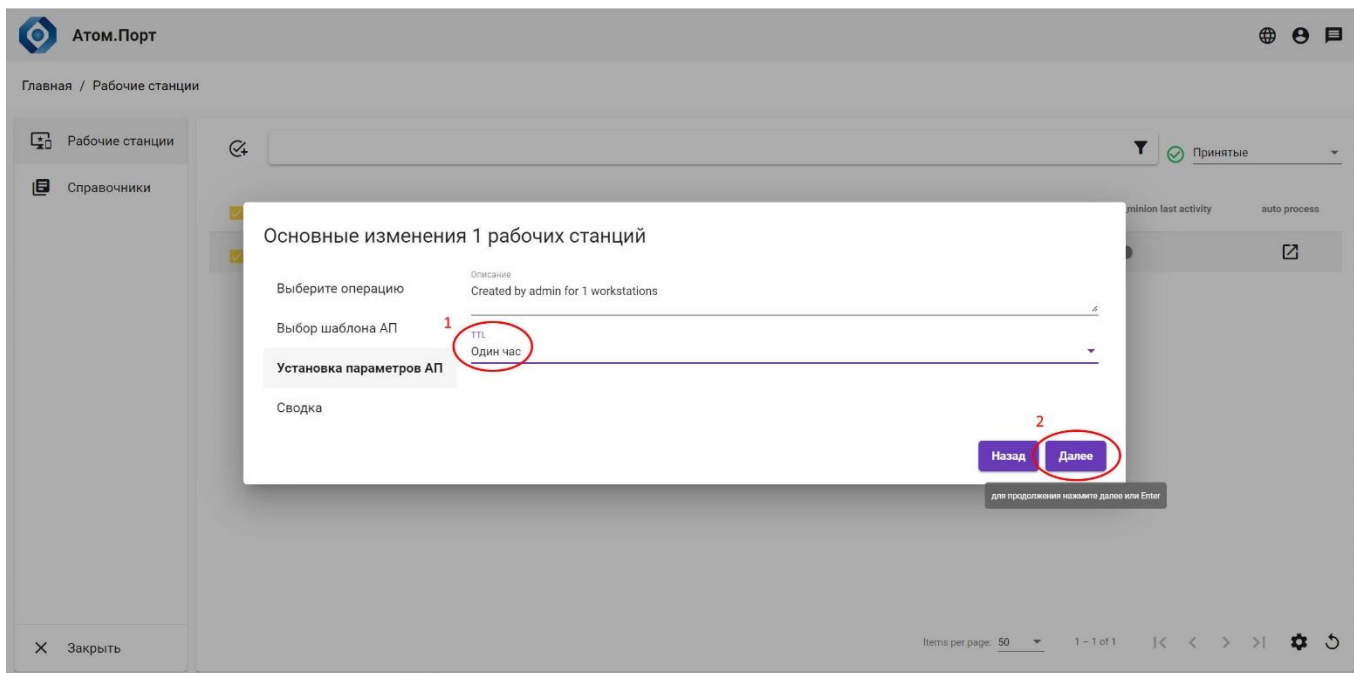 Атом.Порт
Главная / Рабочие станции
Рабочие станции
Справочники
Принятые
minion last activity
auto process
Основные изменения 1 рабочих станций
Выберите операцию
Описание
Created by admin for 1 workstations
Выбор шаблона АП
1
TTL
Один час
Установка параметров АП
Сводка
2
Назад
Далее
для продолжения нажмите далее или Enter
Закрыть
Items per page: 50
1 – 1 of 1